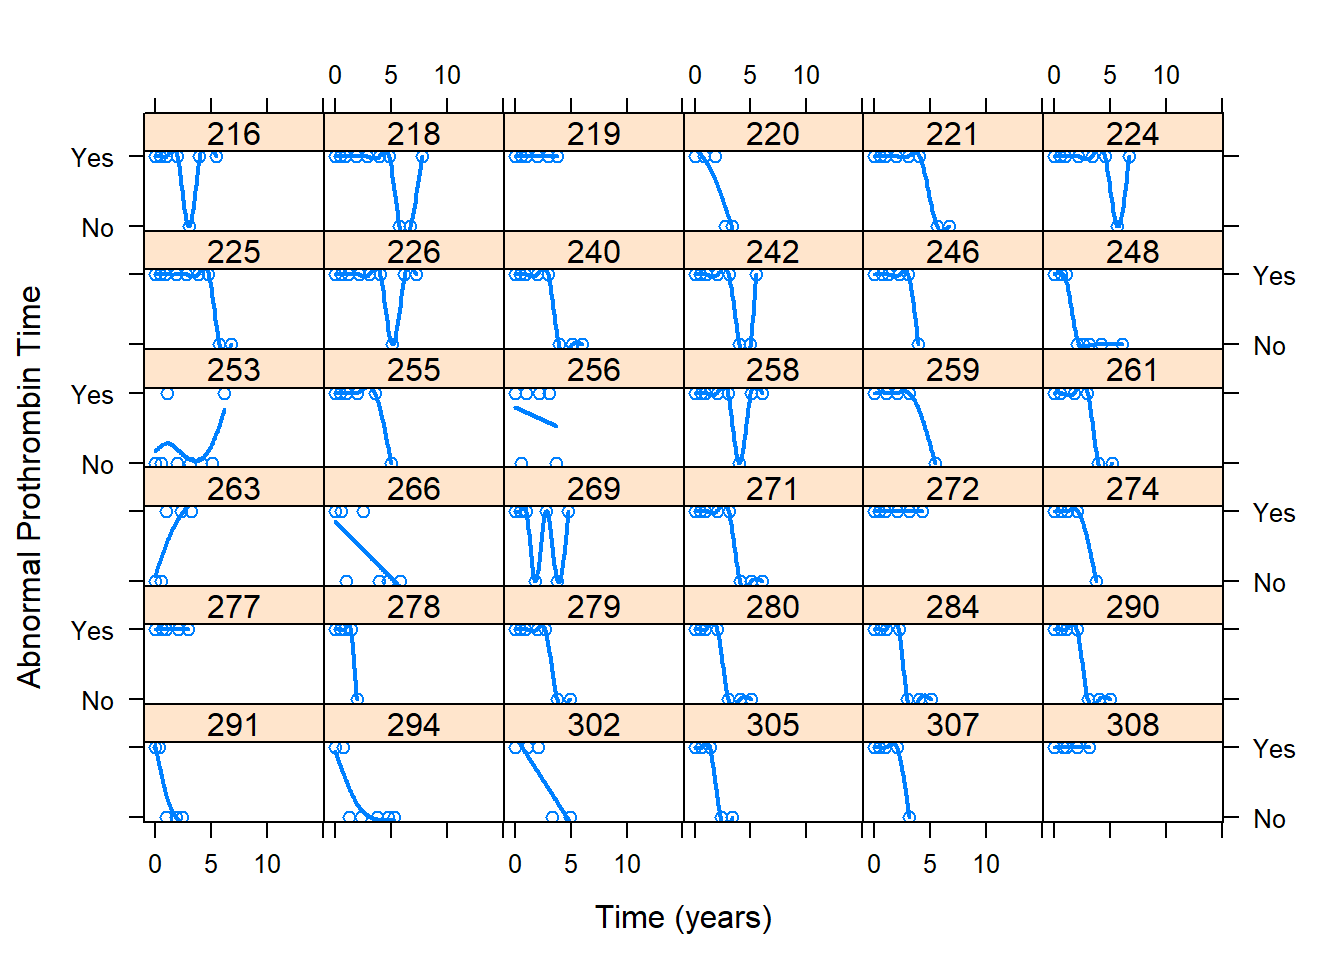 0 5 10 0 5 10 0 5 10
216 218 219 220 221 224
Yes
No
225 226 240 242 246 248
Yes
No
253 255 256 258 259 261
Yes
No
263 266 269 271 272 274
Yes
No
277 278 279 280 284 290
Yes
No
291 294 302 305 307 308
Yes
No
0 5 10 0 5 10 0 5 10
Time (years)
Abnormal Prothrombin Time